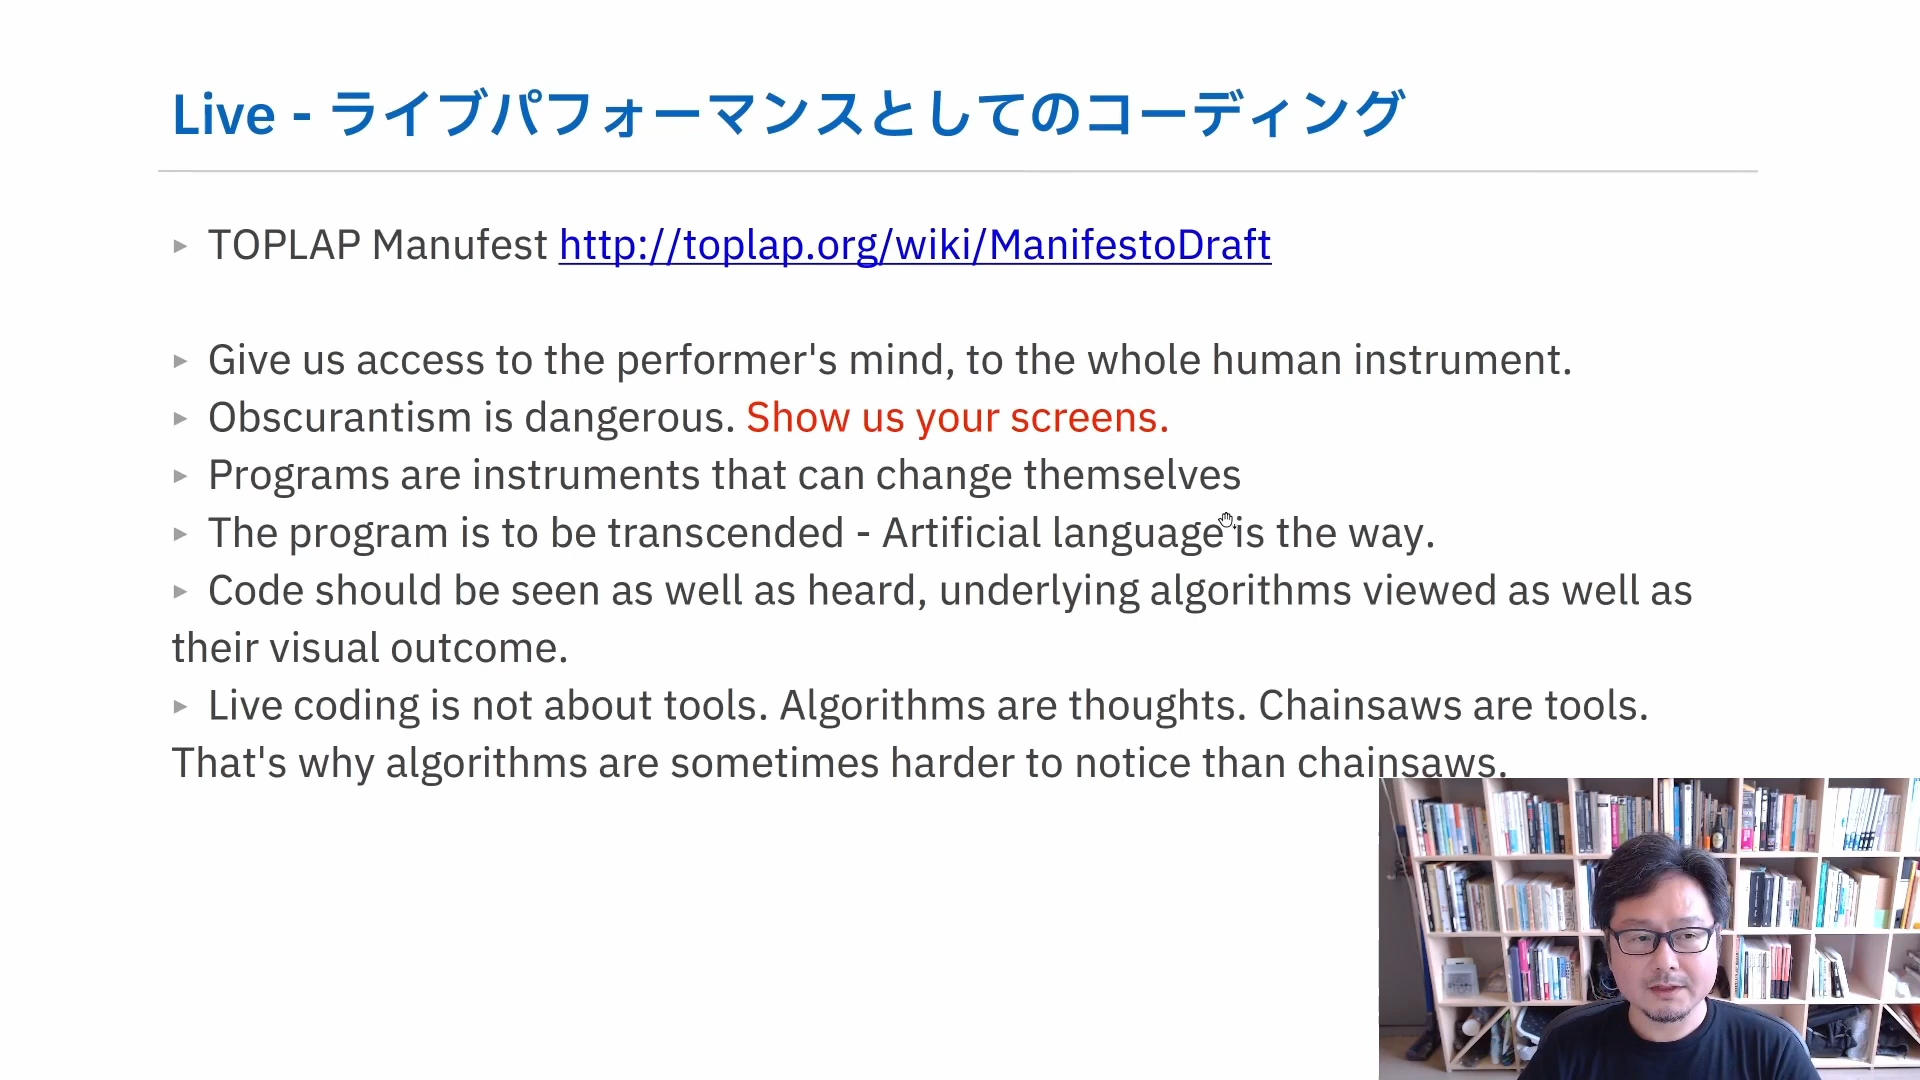 Live - ライブパフォーマンスとしてのコーディング
▸ TOPLAP Manufest http://toplap.org/wiki/ManifestoDraft
▸ Give us access to the performer's mind, to the whole human instrument.
▸ Obscurantism is dangerous. Show us your screens.
▸ Programs are instruments that can change themselves
▸ The program is to be transcended - Artificial language is the way.
▸ Code should be seen as well as heard, underlying algorithms viewed as well as
their visual outcome.
▸ Live coding is not about tools. Algorithms are thoughts. Chainsaws are tools.
That's why algorithms are sometimes harder to notice than chainsaws.